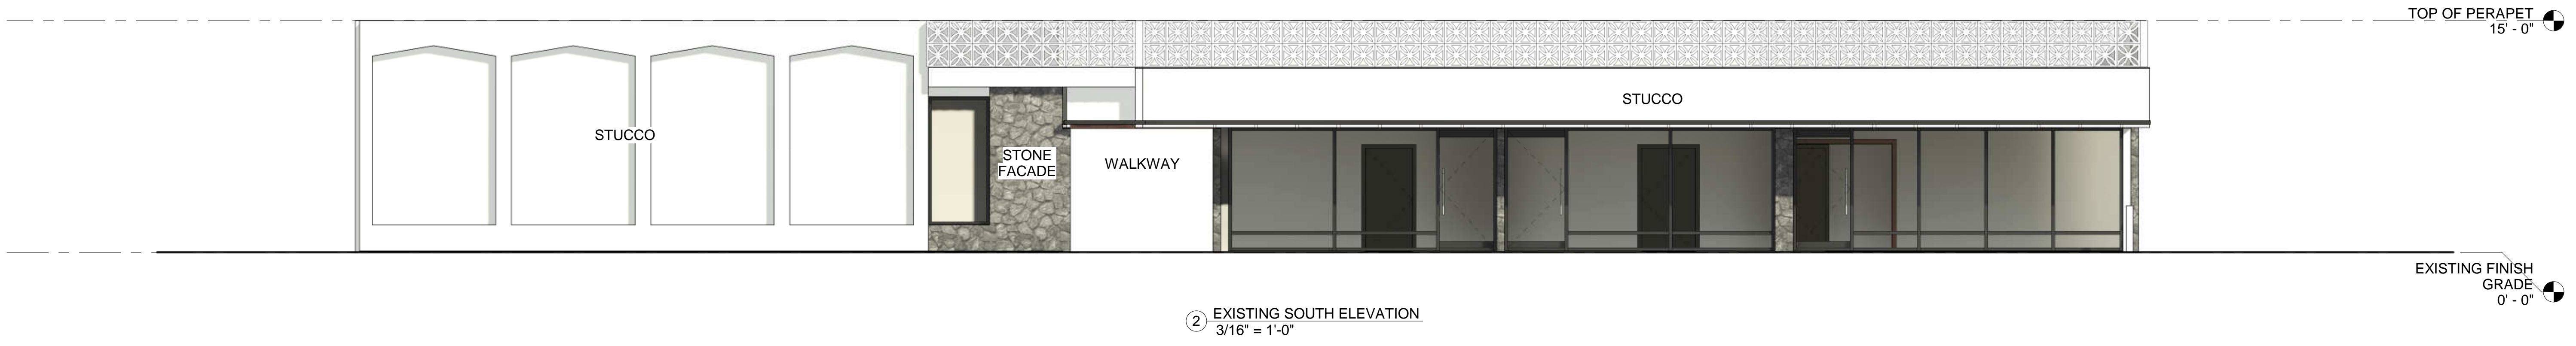 TOP OF PERAPET
15' - 0"
STUCCO
STUCCO
STONE
FACADE
WALKWAY
EXISTING FINISH
GRADE
0' - 0"
2
EXISTING SOUTH ELEVATION
3/16" = 1'-0"